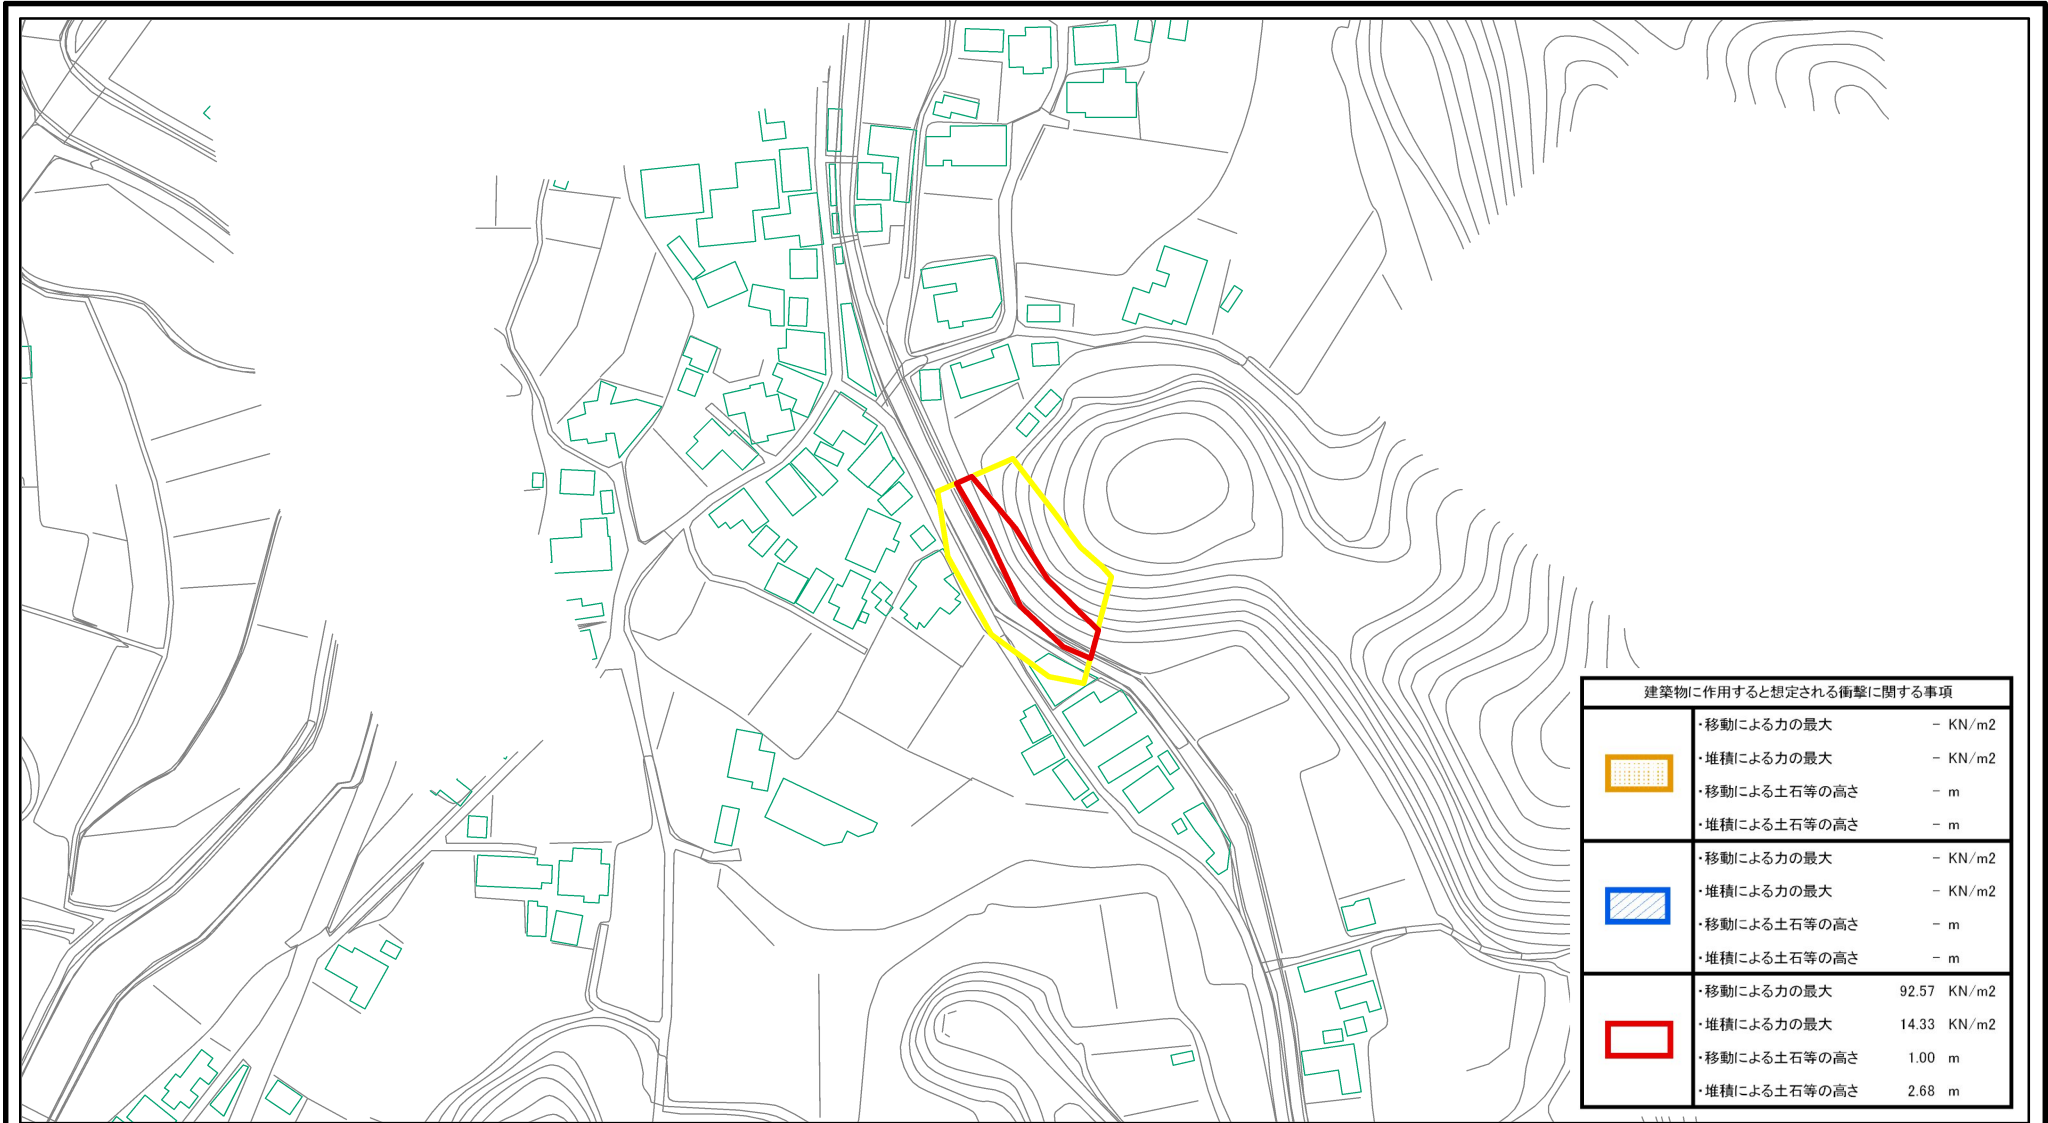 建築物に作用すると想定される衝撃に関する事項
・移動による力の最大 － KN/m2
・堆積による力の最大 － KN/m2
・移動による土石等の高さ － m
・堆積による土石等の高さ － m
・移動による力の最大 － KN/m2
・堆積による力の最大 － KN/m2
・移動による土石等の高さ － m
・堆積による土石等の高さ － m
・移動による力の最大 92.57 KN/m2
・堆積による力の最大 14.33 KN/m2
・移動による土石等の高さ 1.00 m
・堆積による土石等の高さ 2.68 m